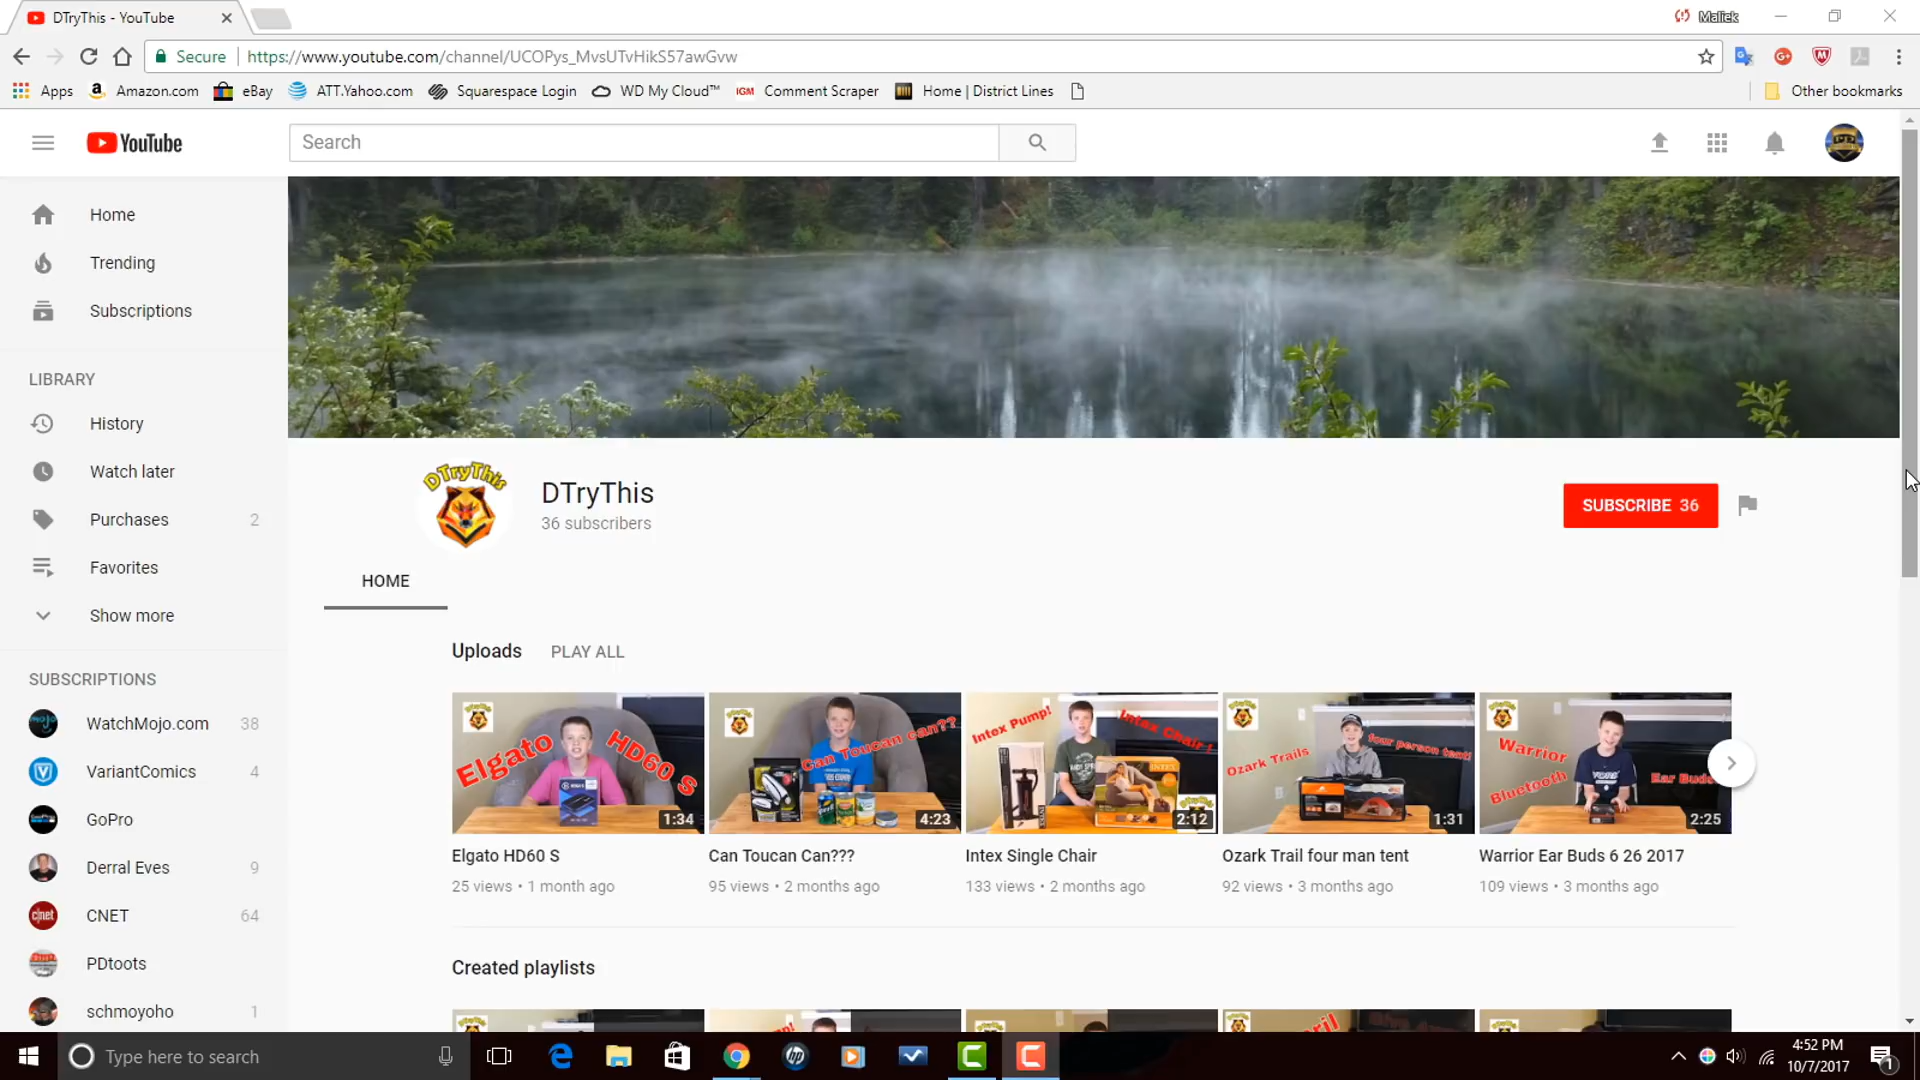 DTryThis - YouTube
Maliek
Secure
https://www.youtube.com/channel/UCOPys_MvsUTvHikS57awGvw
Apps
Amazon.com
eBay
ATT.Yahoo.com
Squarespace Login
WD My Cloud™
IGM
Comment Scraper
Home | District Lines
Other bookmarks
YouTube
Search
Home
Trending
Subscriptions
LIBRARY
History
Watch later
Purchases 2
Favorites
Show more
SUBSCRIPTIONS
WatchMojo.com 38
VariantComics 4
GoPro
Derral Eves 9
CNET 64
PDtoots
schmoyoho 1
DTryThis
DTryThis
36 subscribers
SUBSCRIBE 36
HOME
Uploads PLAY ALL
Elgato HD60 S
1:34
Can Toucan can??
4:23
Intex Pump!
Intex Chair!
2:12
Ozark Trails
four person tent!
1:31
Warrior
Bluetooth
Ear Buds
2:25
Elgato HD60 S
25 views • 1 month ago
Can Toucan Can???
95 views • 2 months ago
Intex Single Chair
133 views • 2 months ago
Ozark Trail four man tent
92 views • 3 months ago
Warrior Ear Buds 6 26 2017
109 views • 3 months ago
Created playlists
Type here to search
4:52 PM
10/7/2017
1